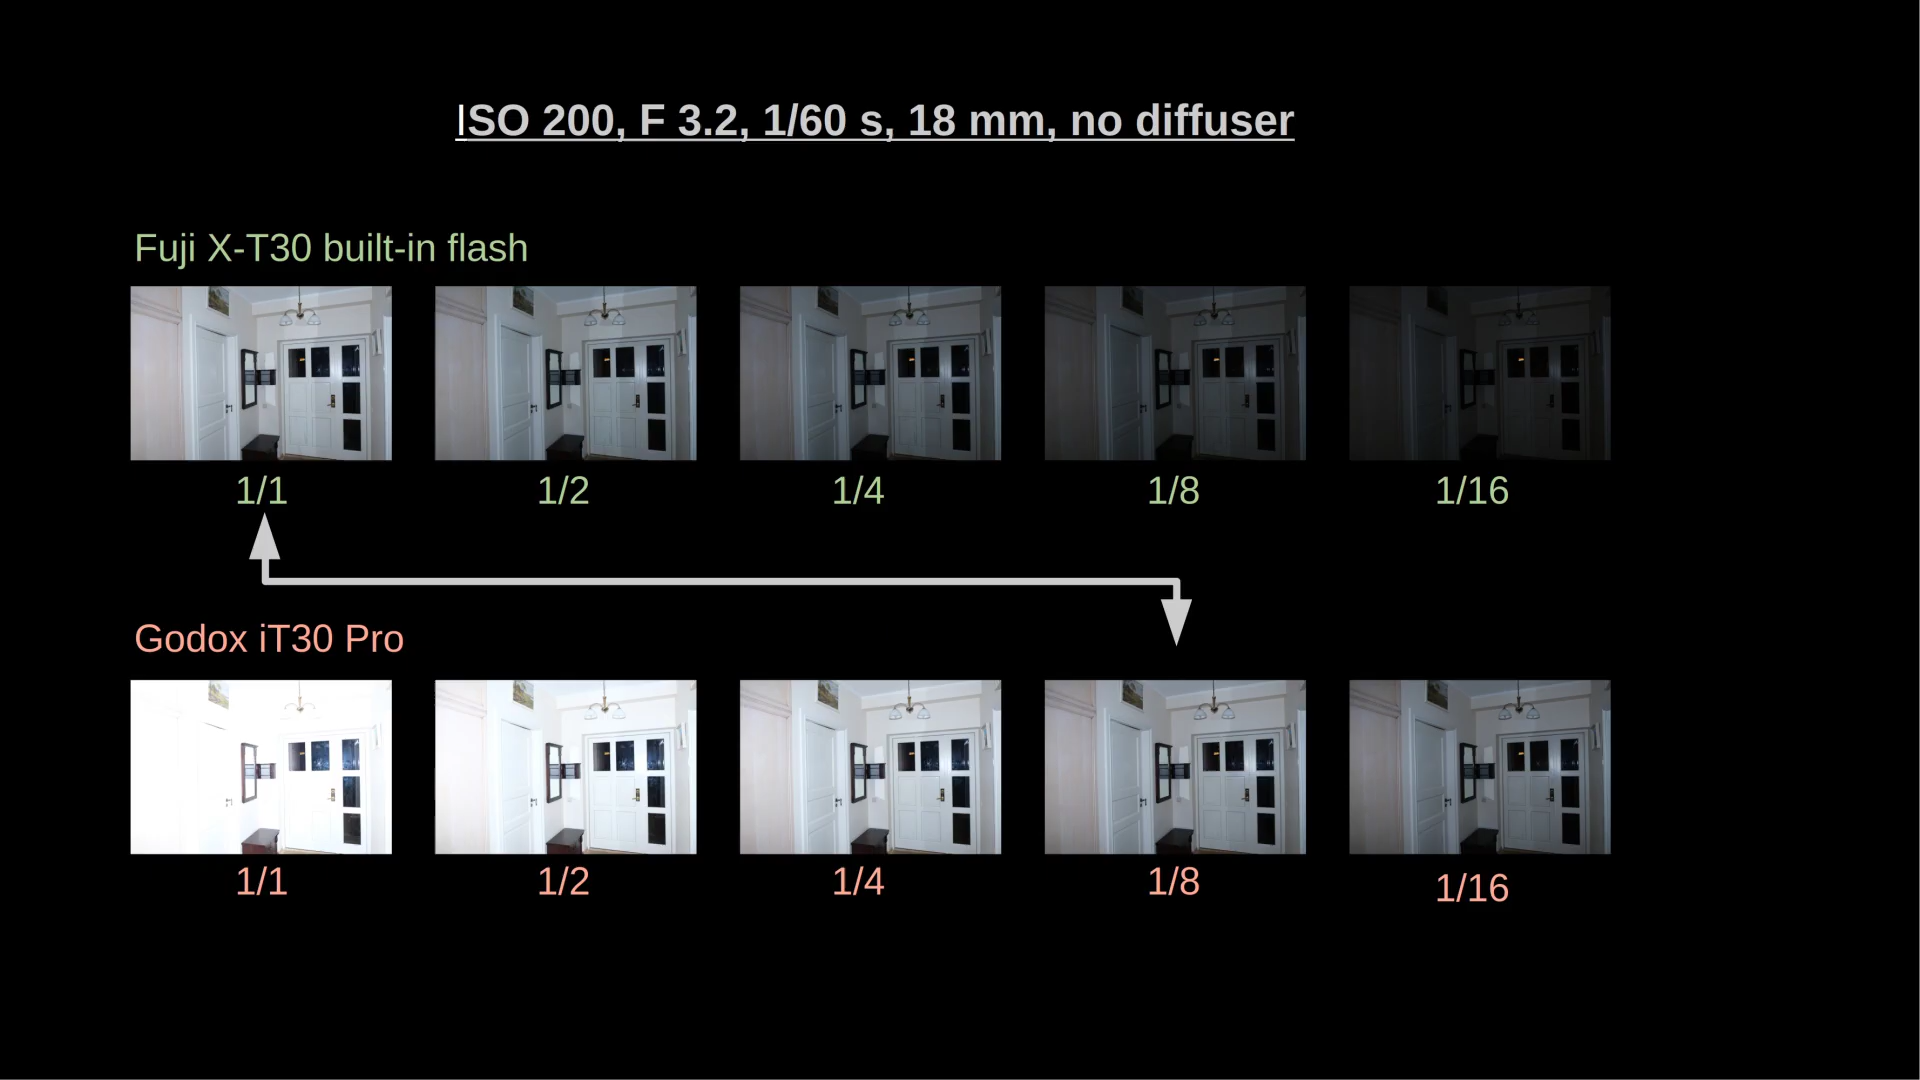 ISO 200, F 3.2, 1/60 s, 18 mm, no diffuser
Fuji X-T30 built-in flash
1/1 1/2 1/4 1/8 1/16
Godox iT30 Pro
1/1 1/2 1/4 1/8 1/16